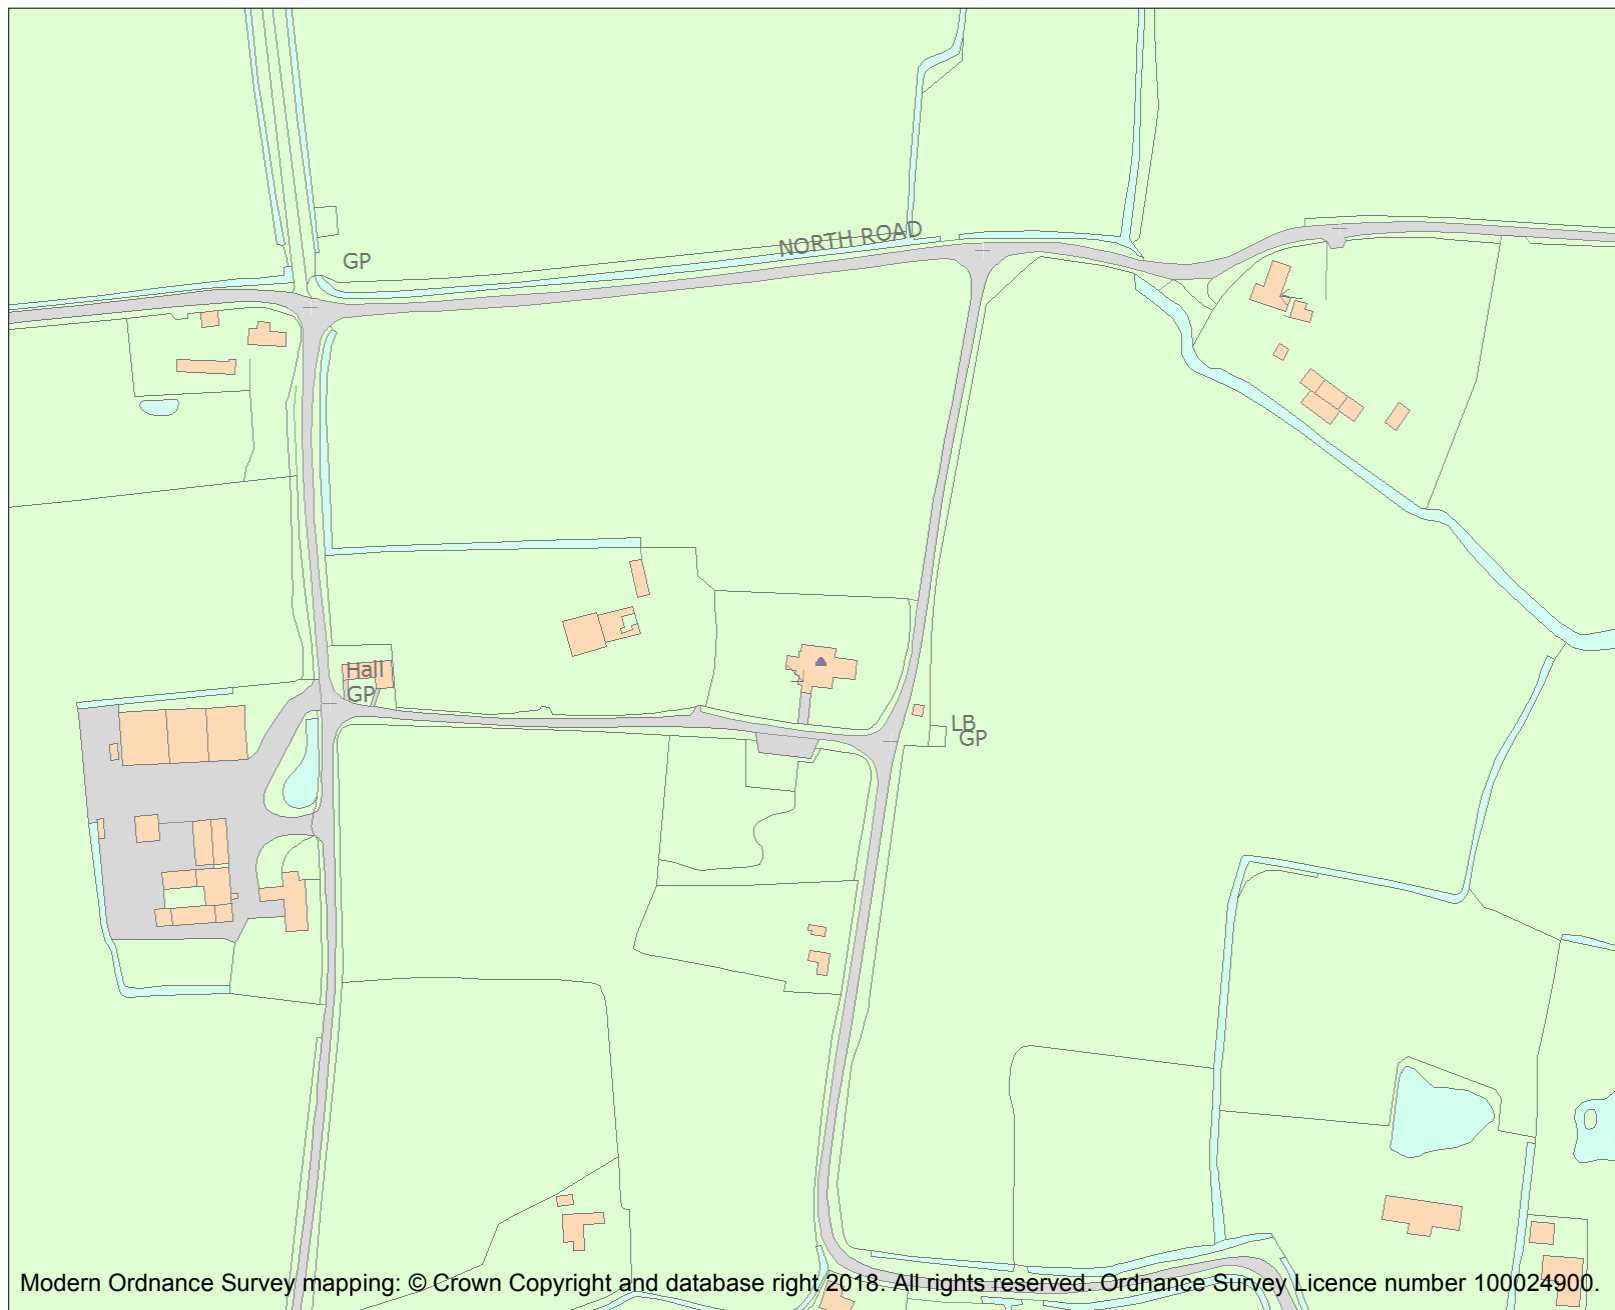 NORTH ROAD
GP
Hall
GP
LB
GP
Modern Ordnance Survey mapping: © Crown Copyright and database right 2018. All rights reserved. Ordnance Survey Licence number 100024900.